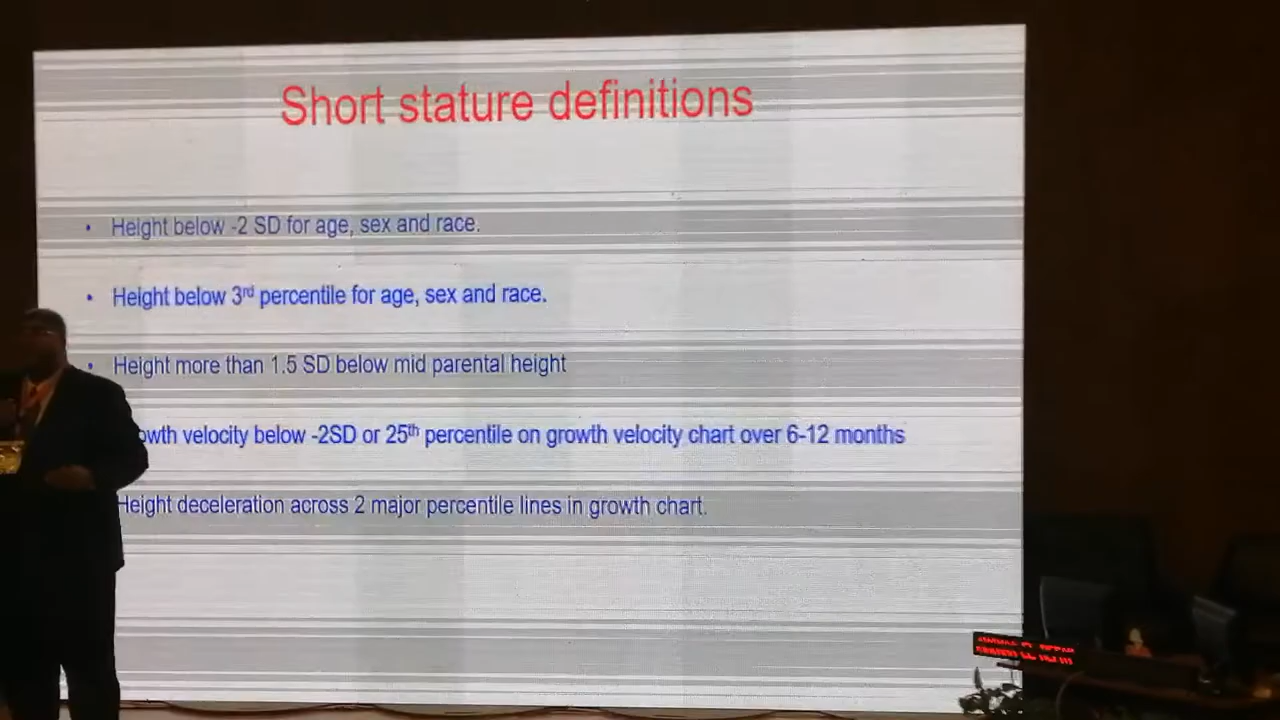 Short stature definitions
• Height below -2 SD for age, sex and race.
• Height below 3rd percentile for age, sex and race.
• Height more than 1.5 SD below mid parental height
velocity below -2SD or 25th percentile on growth velocity chart over 6-12 months
Height deceleration across 2 major percentile lines in growth chart.